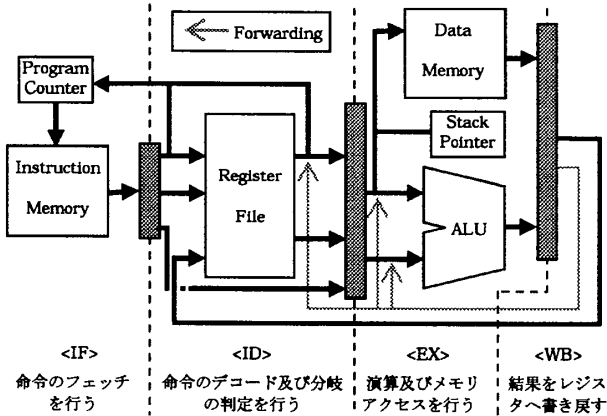 Forwarding
Program
Counter
Instruction
Memory
Register
File
Data
Memory
Stack
Pointer
ALU
<IF>
命令のフェッチ
を行う
<ID>
命令のデコード及び分岐
の判定を行う
<EX>
演算及びメモリ
アクセスを行う
<WB>
結果をレジス
タへ書き戻す